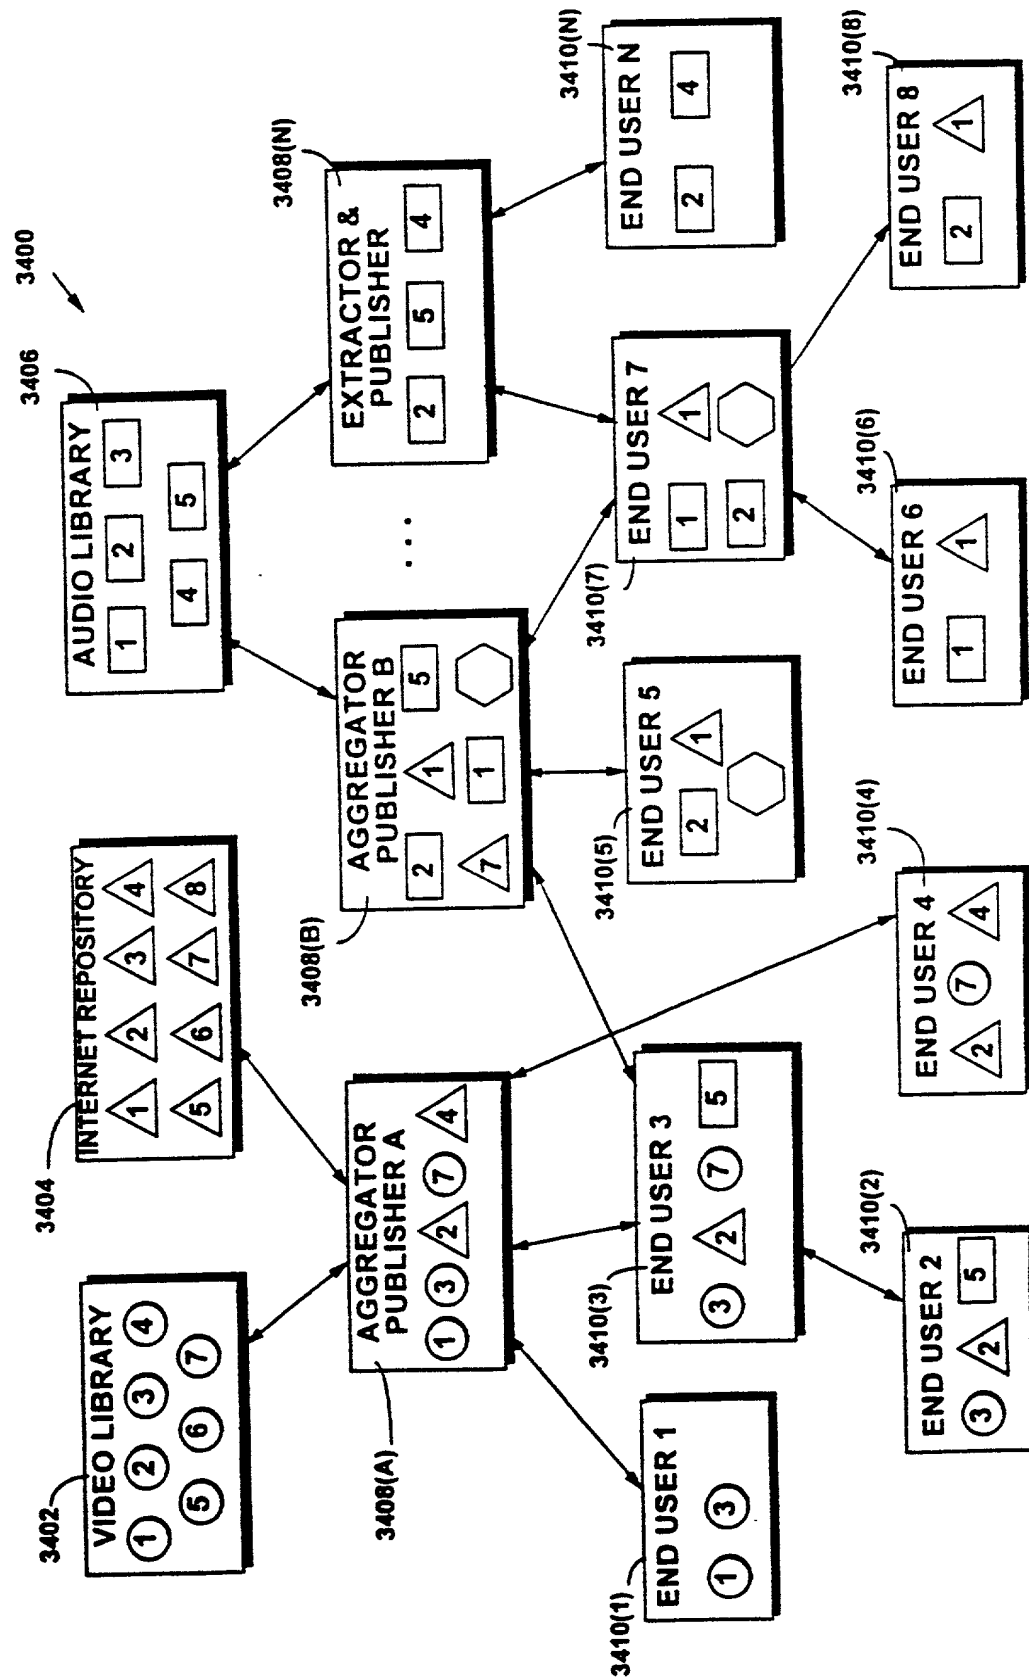 3400
3402
VIDEO LIBRARY
1 2 3 4
5 6 7
3404
INTERNET REPOSITORY
1 2 3 4
5 6 7 8
3406
AUDIO LIBRARY
1 2 3
4 5
3408(A)
AGGREGATOR
PUBLISHER A
1 3 2 7 4
3408(B)
AGGREGATOR
PUBLISHER B
2 1 5
7 1
...
3408(N)
EXTRACTOR &
PUBLISHER
2 5 4
3410(1)
END USER 1
1 3
3410(3)
END USER 3
3 2 7 5
3410(5)
END USER 5
2 1
3410(7)
END USER 7
1 1
2
3410(N)
END USER N
2 4
3410(2)
END USER 2
3 2 5
3410(4)
END USER 4
2 7 4
3410(6)
END USER 6
1 1
3410(8)
END USER 8
2 1